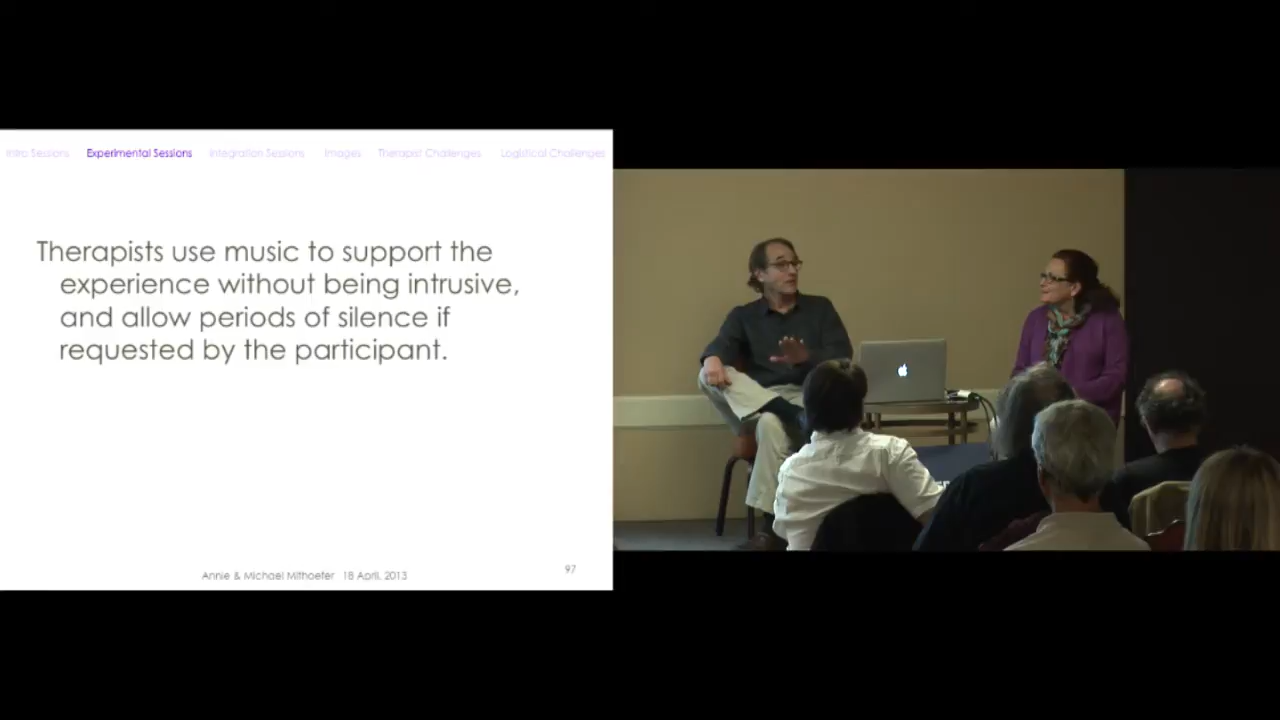 Intro Sessions Experimental Sessions Integration Sessions Images Therapist Challenges Logistical Challenges
Therapists use music to support the
experience without being intrusive,
and allow periods of silence if
requested by the participant.
Annie & Michael Mithoefer 18 April, 2013
97